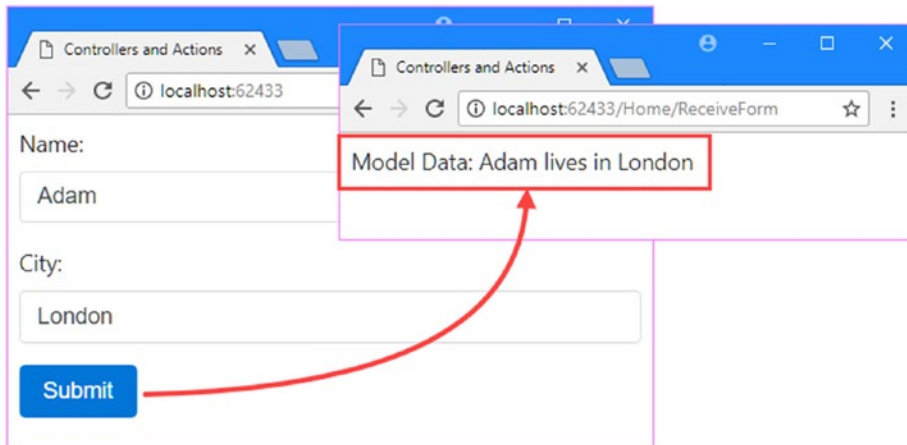 Controllers and Actions
localhost:62433
Name:
Adam
City:
London
Submit
Controllers and Actions
localhost:62433/Home/ReceiveForm
Model Data: Adam lives in London